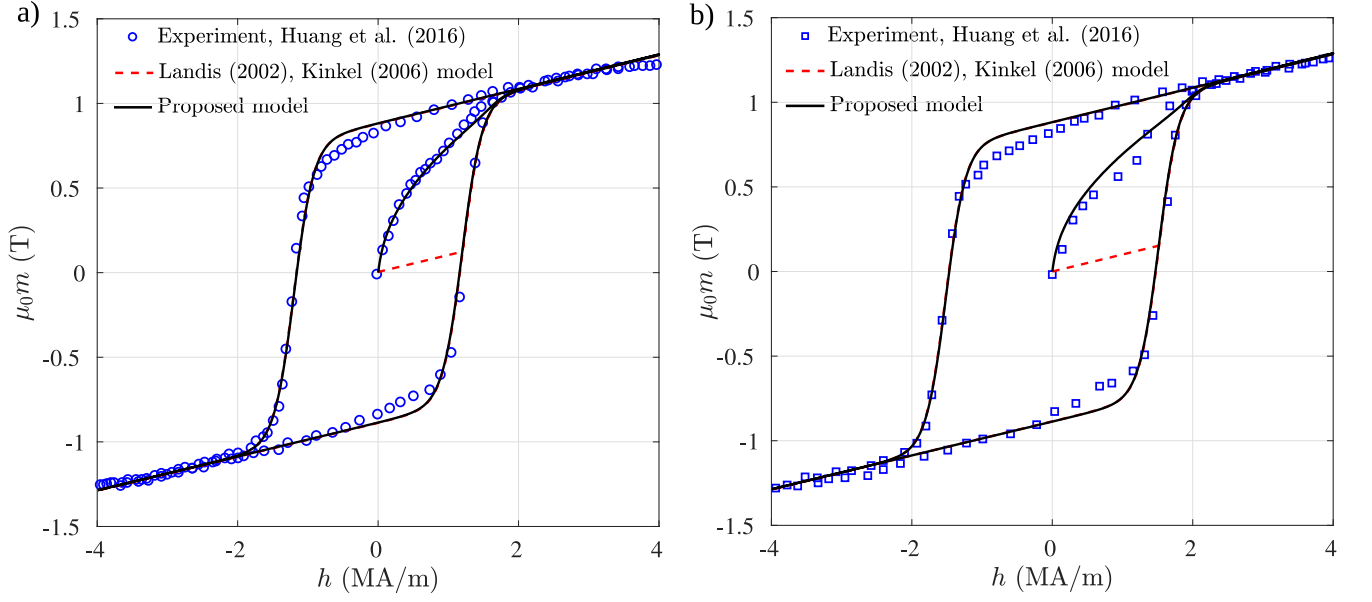 a)
1.5
1
0.5
0
-0.5
-1
-1.5
μ₀m (T)
Experiment, Huang et al. (2016)
Landis (2002), Kinkel (2006) model
Proposed model
-4
-2
0
2
4
h (MA/m)
b)
1.5
1
0.5
0
-0.5
-1
-1.5
μ₀m (T)
Experiment, Huang et al. (2016)
Landis (2002), Kinkel (2006) model
Proposed model
-4
-2
0
2
4
h (MA/m)